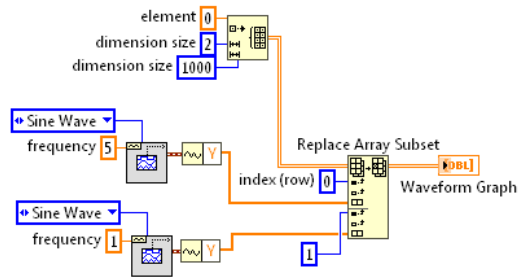 element 0
dimension size 2
dimension size 1000
Sine Wave
frequency 5
Y
Replace Array Subset
index (row) 0
DBL]
Waveform Graph
Sine Wave
frequency 1
Y
1